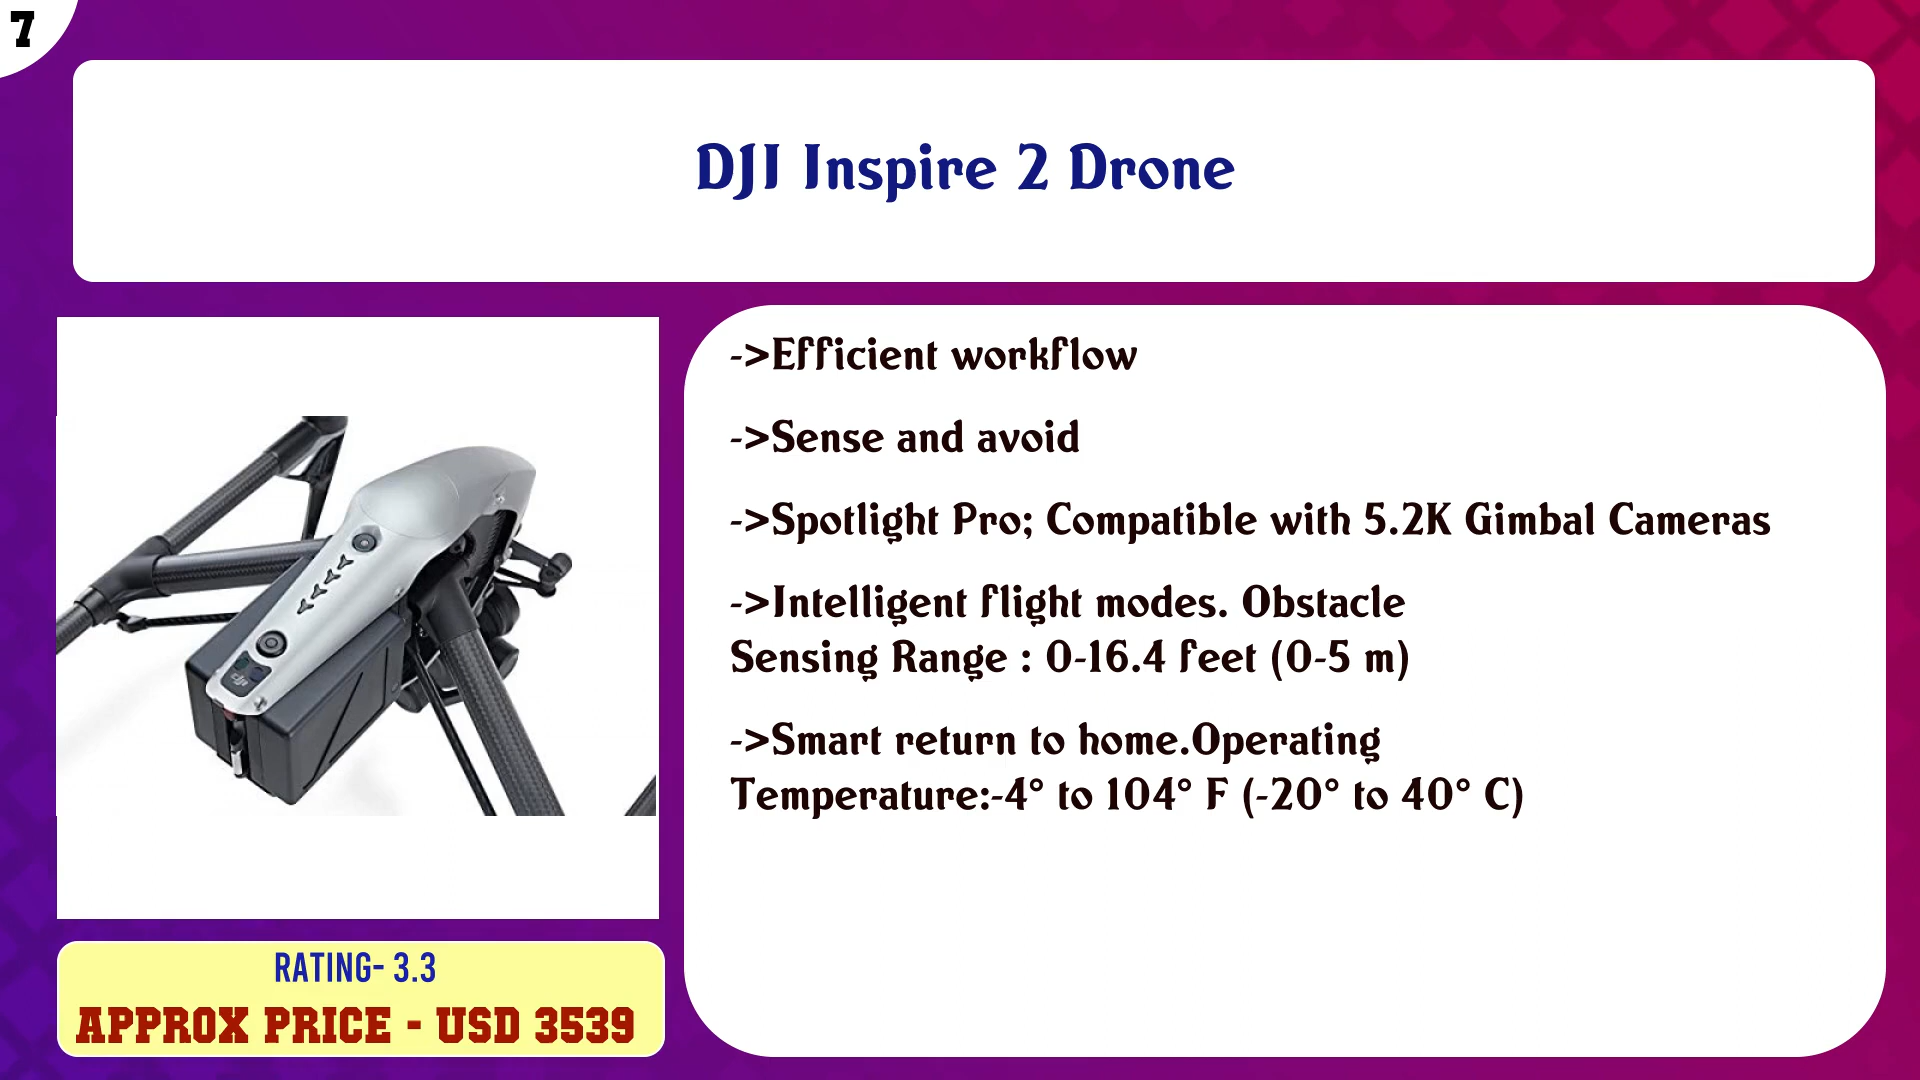 7
DJI Inspire 2 Drone
->Efficient workflow
->Sense and avoid
->Spotlight Pro; Compatible with 5.2K Gimbal Cameras
->Intelligent flight modes. Obstacle
Sensing Range : 0-16.4 feet (0-5 m)
->Smart return to home.Operating
Temperature:-4° to 104° F (-20° to 40° C)
dji
RATING- 3.3
APPROX PRICE - USD 3539